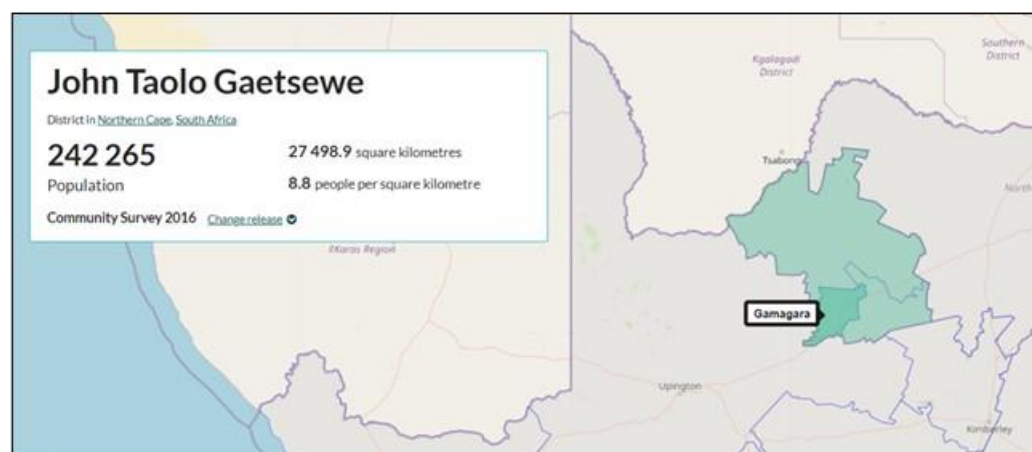 John Taolo Gaetsewe
District in Northern Cape, South Africa
242 265
Population
27 498.9 square kilometres
8.8 people per square kilometre
Community Survey 2016 Change release
Kgalagadi
District
Southern
District
Tsabong
North
!Karas Region
Gamagara
Upington
Kimberley